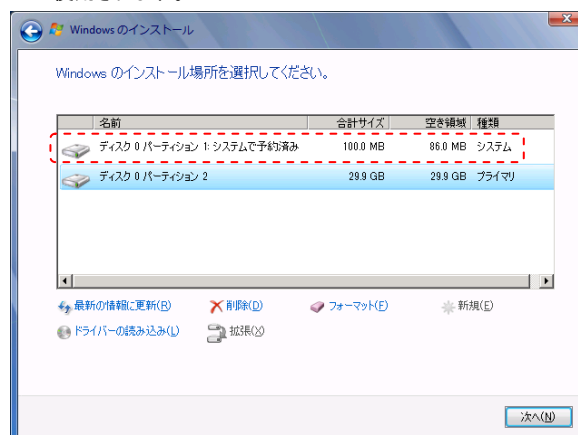 Windows のインストール
Windows のインストール場所を選択してください。
名前 合計サイズ 空き領域 種類
ディスク 0 パーティション 1: システムで予約済み 100.0 MB 86.0 MB システム
ディスク 0 パーティション 2 29.9 GB 29.9 GB プライマリ
最新の情報に更新(R) 削除(D) フォーマット(F) 新規(E)
ドライバーの読み込み(L) 拡張(X)
次へ(N)